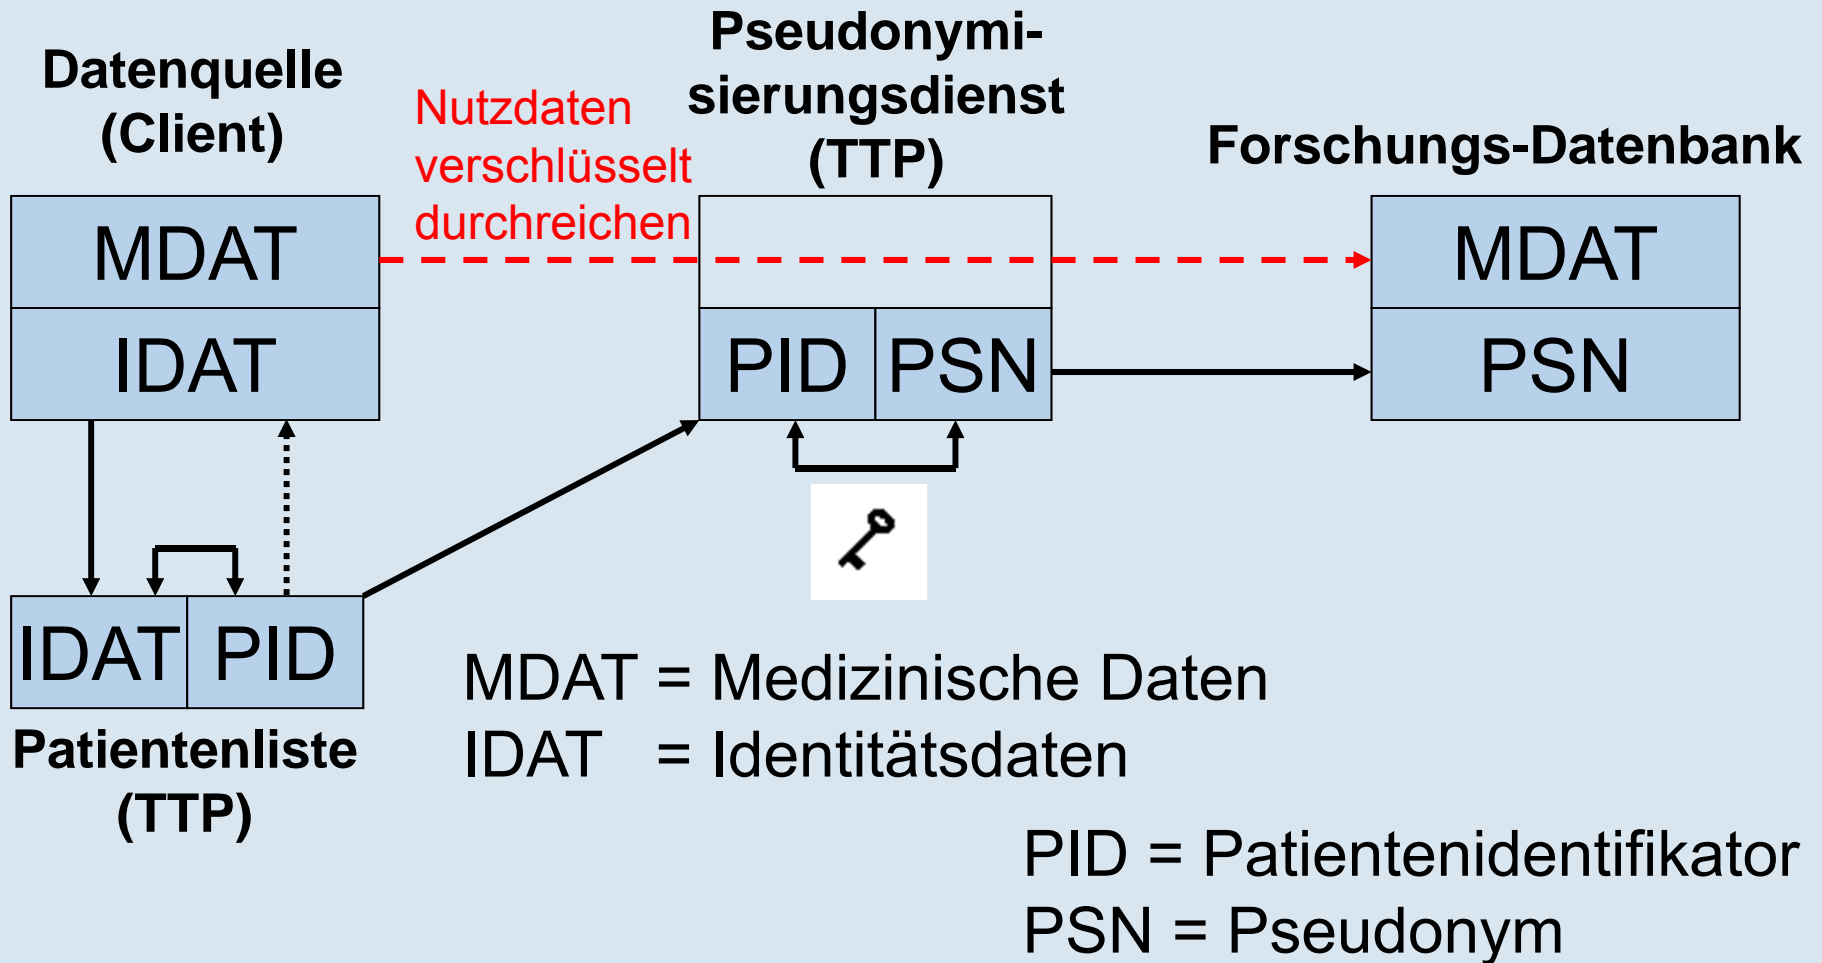 Datenquelle
(Client)
Nutzdaten
verschlüsselt
durchreichen
Pseudonymi-
sierungsdienst
(TTP)
Forschungs-Datenbank
MDAT
IDAT
PID
PSN
MDAT
PSN
IDAT
PID
Patientenliste
(TTP)
MDAT = Medizinische Daten
IDAT = Identitätsdaten
PID = Patientenidentifikator
PSN = Pseudonym